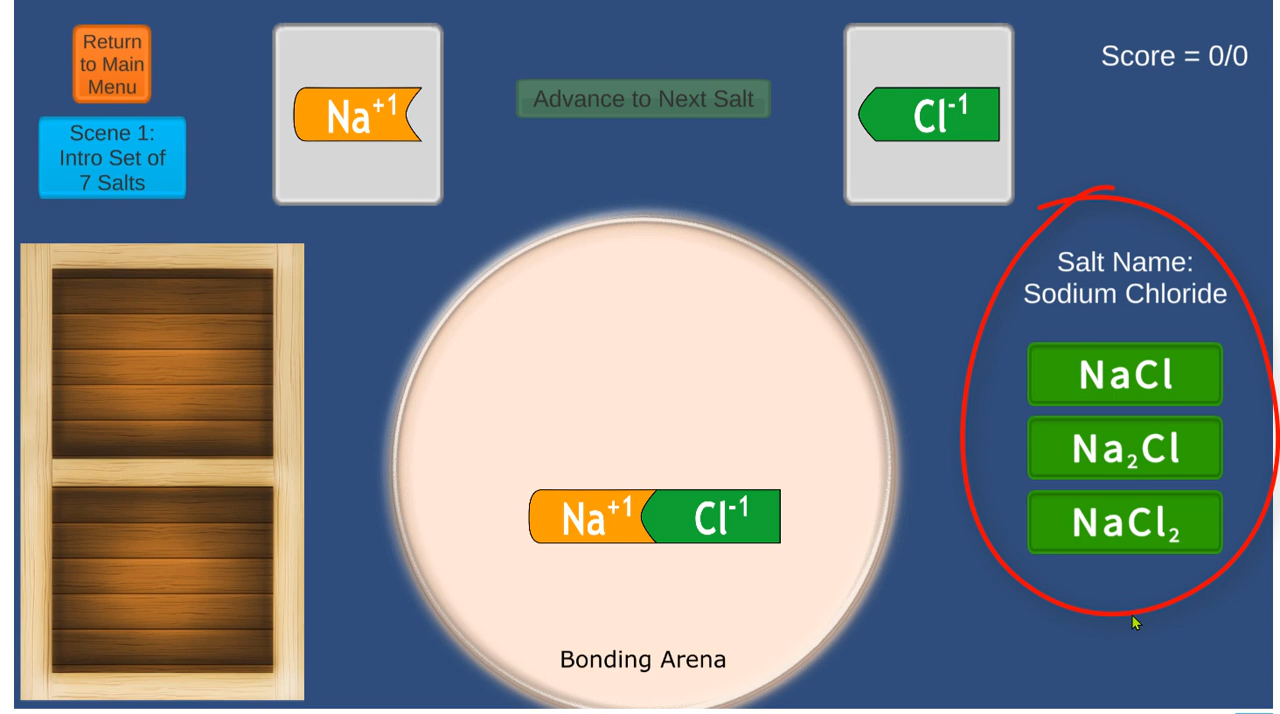 Return
to Main
Menu
Scene 1:
Intro Set of
7 Salts
Na⁺¹
Advance to Next Salt
Cl⁻¹
Score = 0/0
Salt Name:
Sodium Chloride
NaCl
Na₂Cl
NaCl₂
Na⁺¹ Cl⁻¹
Bonding Arena